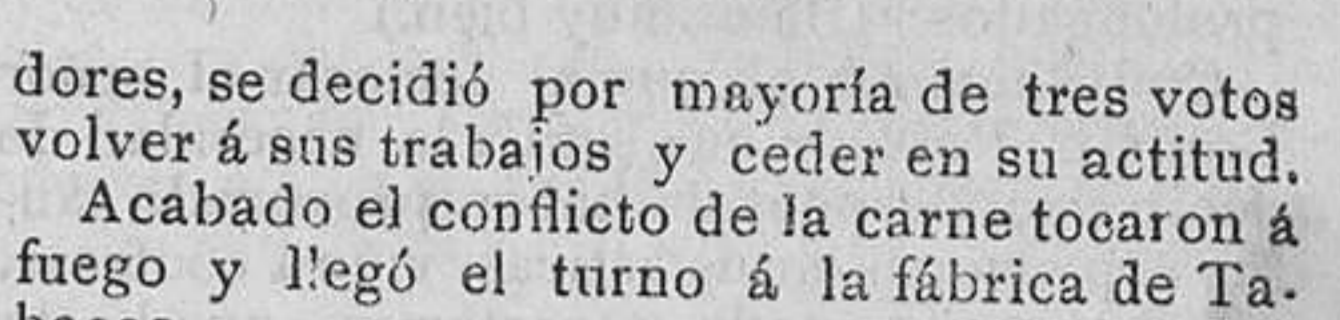 dores, se decidió por mayoría de tres votos
volver á sus trabajos y ceder en su actitud.
Acabado el conflicto de la carne tocaron á
fuego y llegó el turno á la fábrica de Ta-